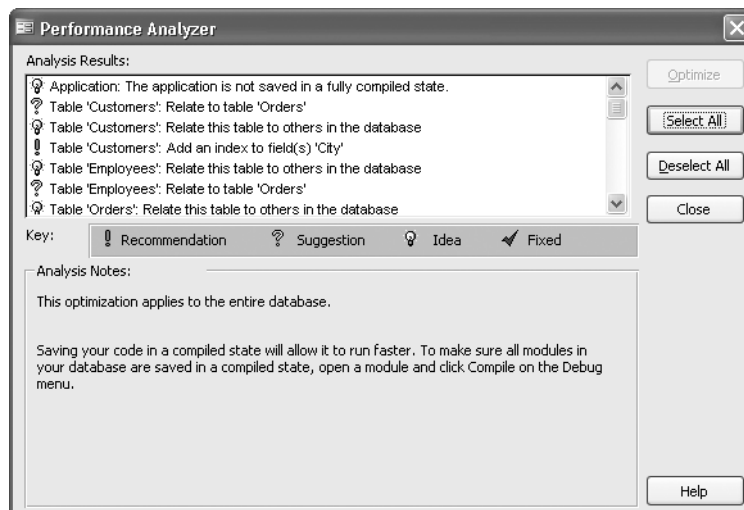 Performance Analyzer
Analysis Results:
Application: The application is not saved in a fully compiled state.
Table 'Customers': Relate to table 'Orders'
Table 'Customers': Relate this table to others in the database
Table 'Customers': Add an index to field(s) 'City'
Table 'Employees': Relate this table to others in the database
Table 'Employees': Relate to table 'Orders'
Table 'Orders': Relate this table to others in the database
Optimize
Select All
Deselect All
Close
Key: Recommendation Suggestion Idea Fixed
Analysis Notes:
This optimization applies to the entire database.
Saving your code in a compiled state will allow it to run faster. To make sure all modules in
your database are saved in a compiled state, open a module and click Compile on the Debug
menu.
Help